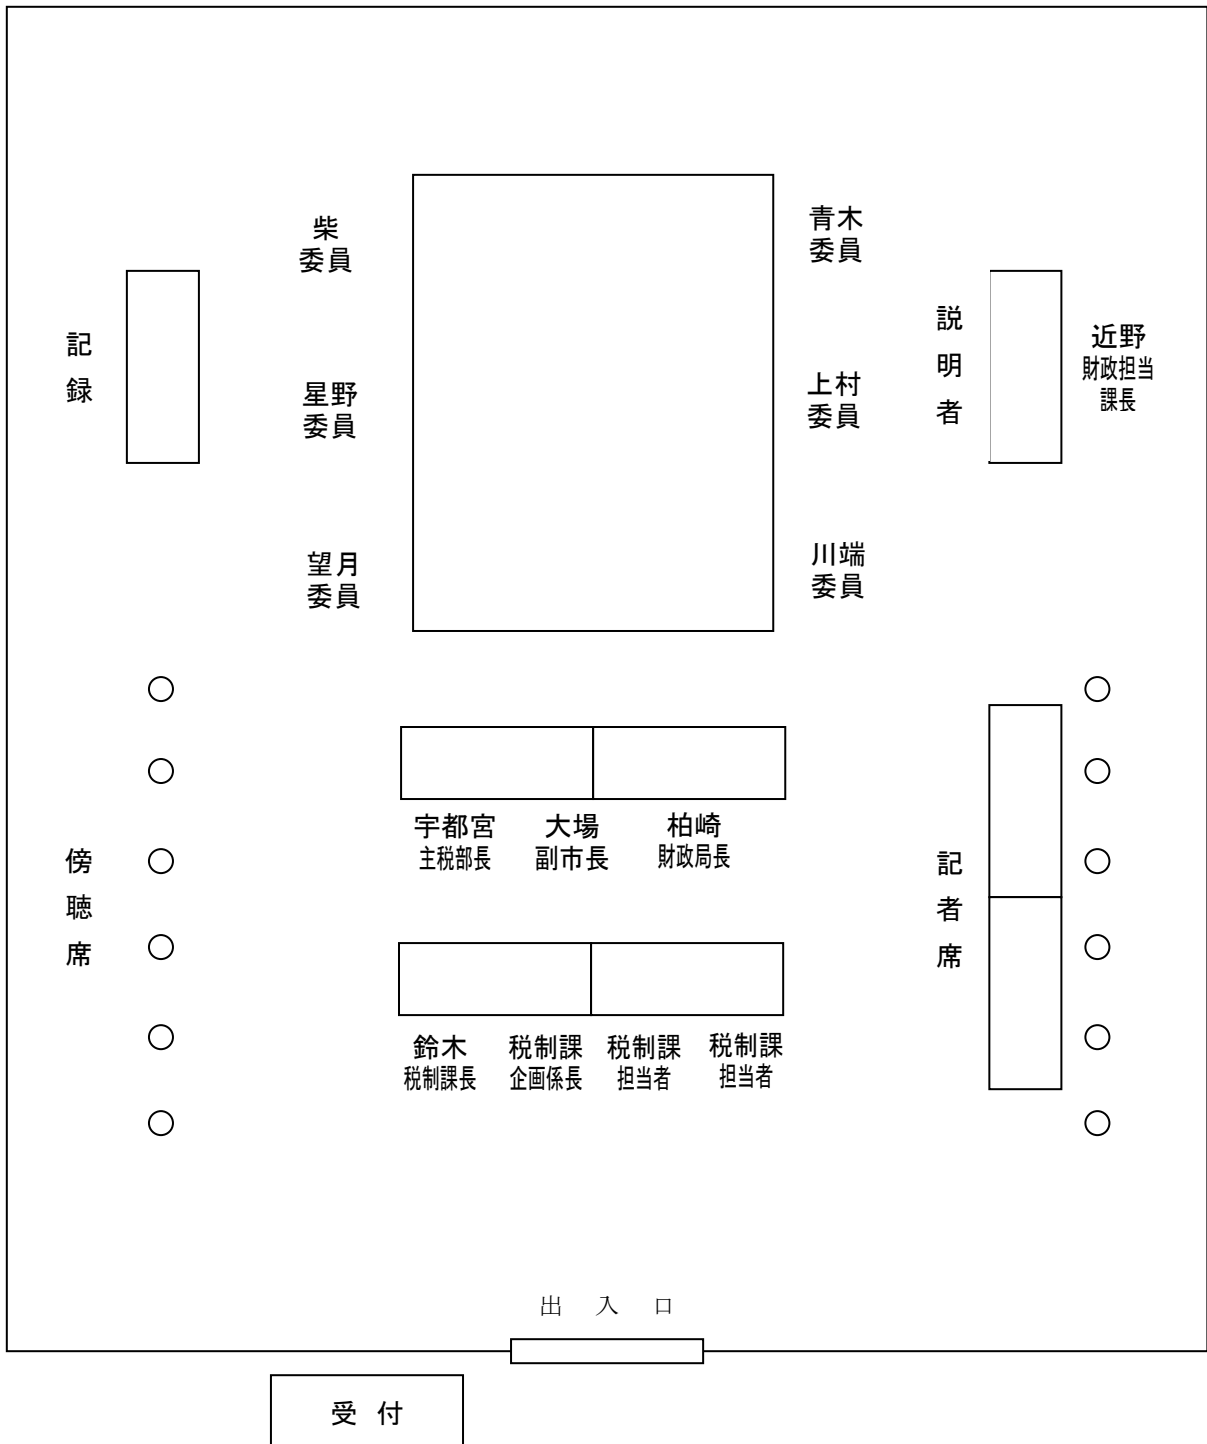 柴
委員
青木
委員
記録
星野
委員
上村
委員
説明者
近野
財政担当
課長
望月
委員
川端
委員
宇都宮
主税部長
大場
副市長
柏崎
財政局長
傍聴席
記者席
鈴木
税制課長
税制課
企画係長
税制課
担当者
税制課
担当者
出入口
受付